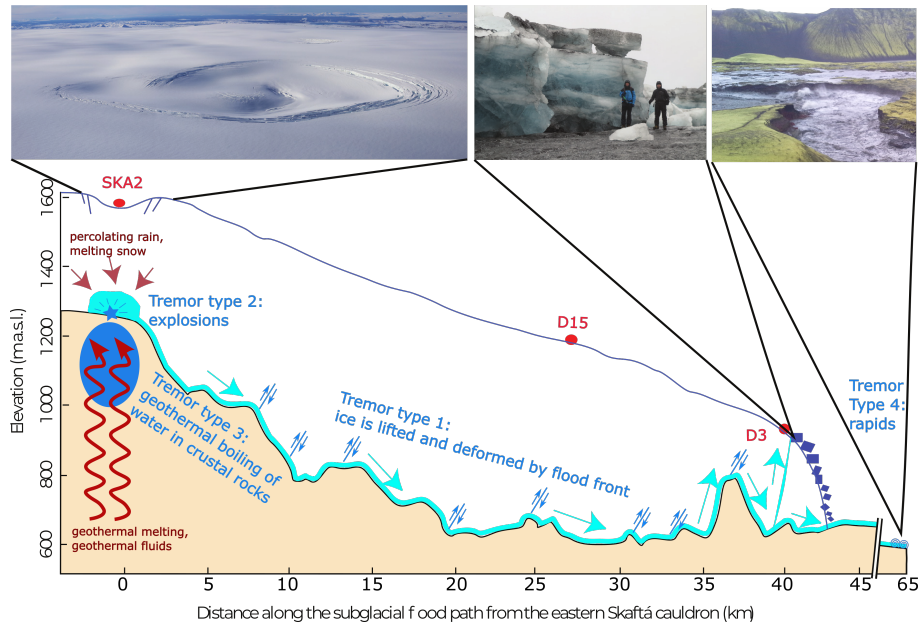 SKA2
1600
percolating rain,
melting snow
1400
Tremor type 2:
explosions
D15
1200
Elevation (m a.s.l.)
Tremor type 3:
geothermal boiling of
water in crustal rocks
Tremor type 1:
ice is lifted and deformed by flood front
Tremor
Type 4:
rapids
1000
D3
800
geothermal melting,
geothermal fluids
600
0 5 10 15 20 25 30 35 40 45 65
Distance along the subglacial f ood path from the eastern Skaftá cauldron (km)